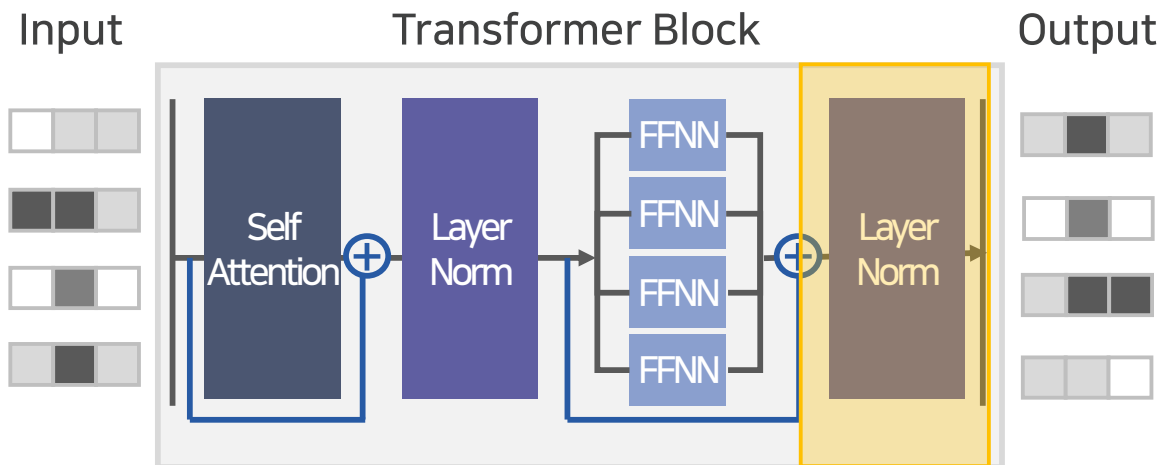 Input
Transformer Block
Output
Self
Attention
Layer
Norm
FFNN
FFNN
FFNN
FFNN
Layer
Norm